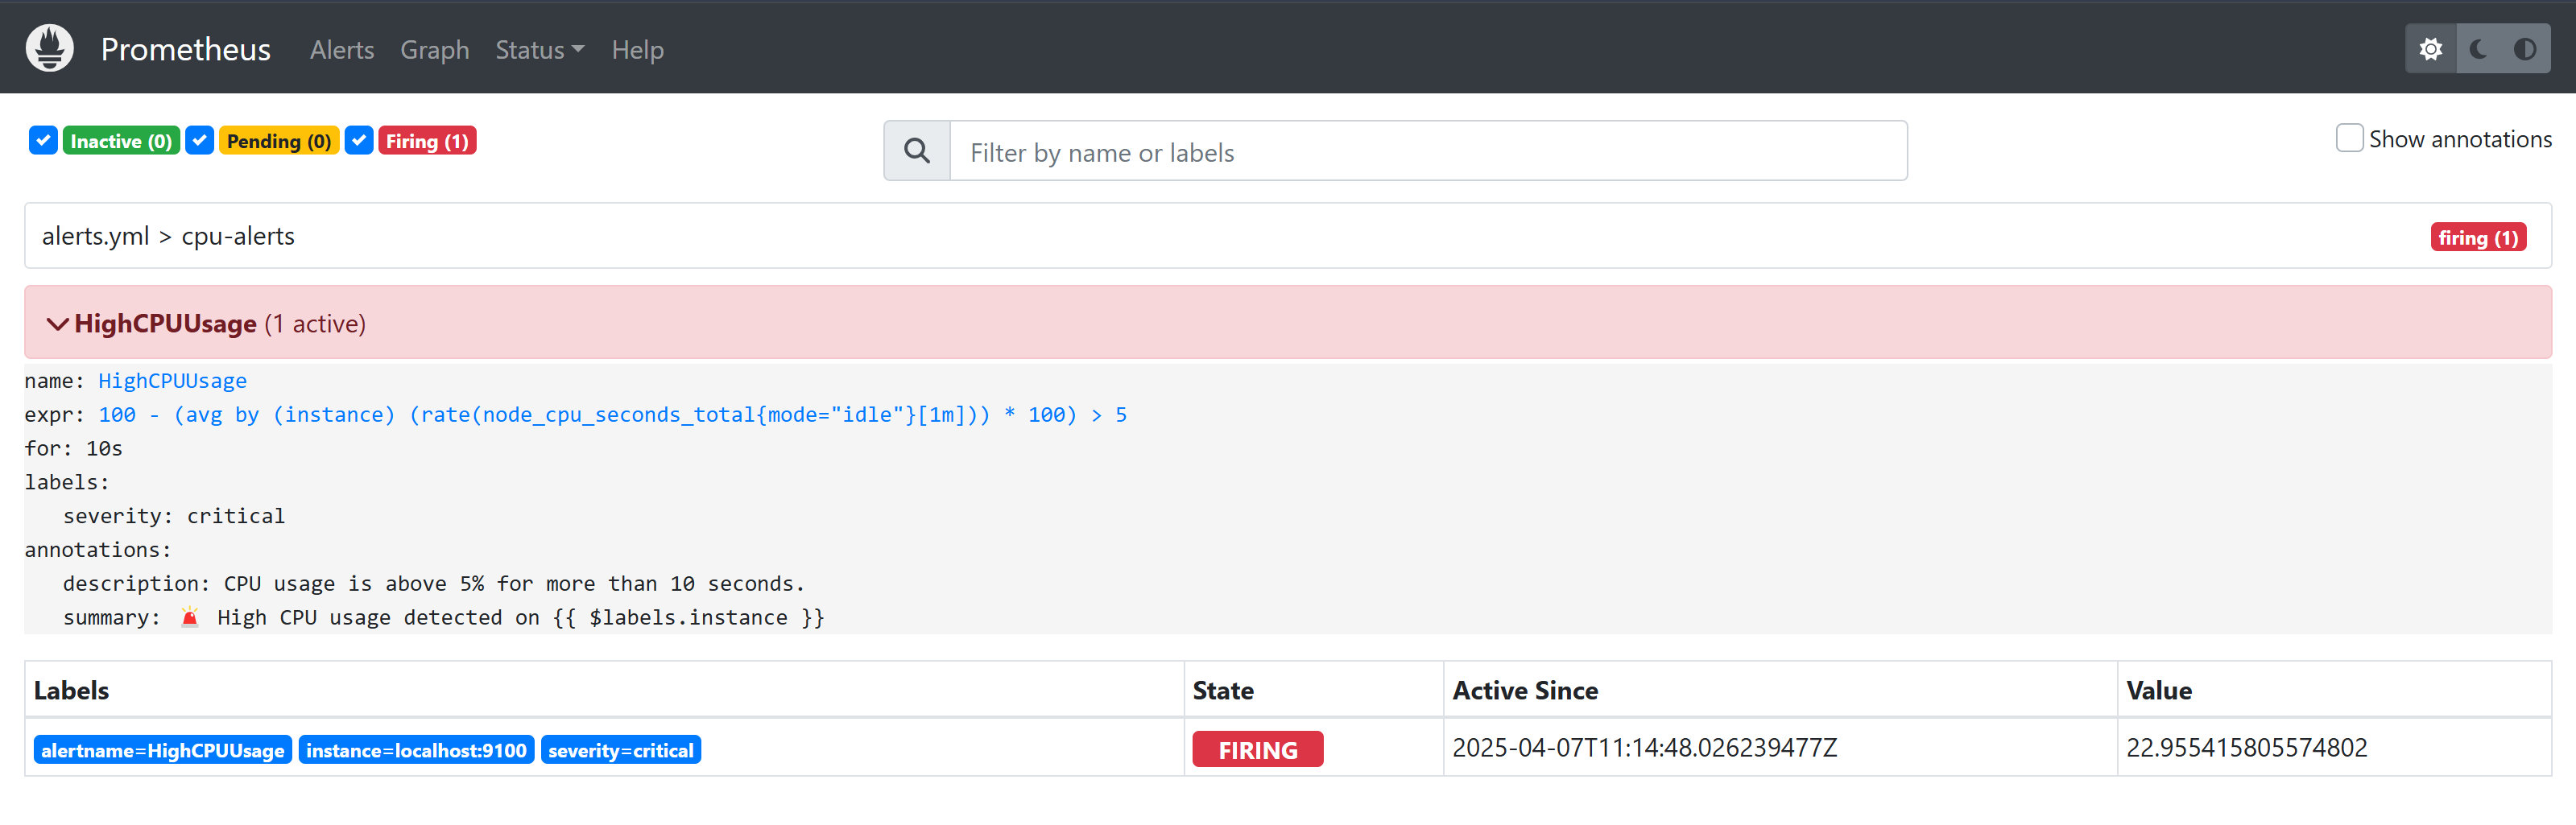 Prometheus Alerts Graph Status Help
Inactive (0) Pending (0) Firing (1) Filter by name or labels Show annotations
alerts.yml > cpu-alerts firing (1)
HighCPUUsage (1 active)
name: HighCPUUsage
expr: 100 - (avg by (instance) (rate(node_cpu_seconds_total{mode="idle"}[1m])) * 100) > 5
for: 10s
labels:
severity: critical
annotations:
description: CPU usage is above 5% for more than 10 seconds.
summary: 🚨 High CPU usage detected on {{ $labels.instance }}
Labels State Active Since Value
alertname=HighCPUUsage instance=localhost:9100 severity=critical FIRING 2025-04-07T11:14:48.026239477Z 22.955415805574802